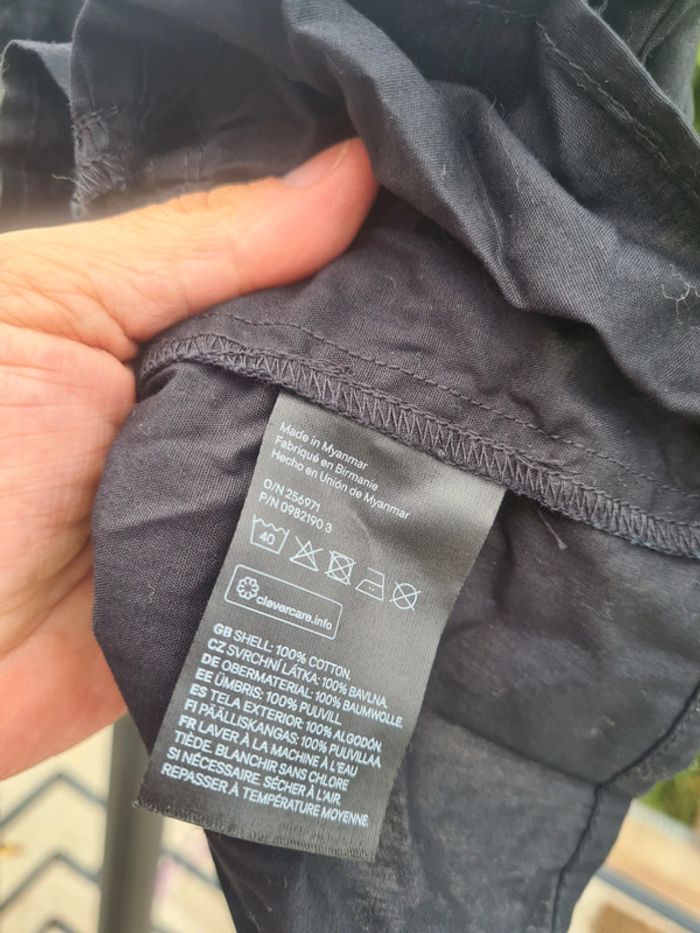 Made in Myanmar
Fabriqué en Birmanie
Hecho en Unión de Myanmar
O/N 256971
P/N 0982190 3
40
clevercare.info
GB SHELL: 100% COTTON.
CZ SVRCHNÍ LÁTKA: 100% BAVLNA.
DE OBERMATERIAL: 100% BAUMWOLLE.
EE ÜMBRIS: 100% PUUVILL
ES TELA EXTERIOR: 100% ALGODÓN.
FI PÄÄLLISKANGAS: 100% PUUVILLAA
FR LAVER À LA MACHINE À L'EAU
TIÈDE. BLANCHIR SANS CHLORE
SI NÉCESSAIRE. SÉCHER À L'AIR.
REPASSER À TEMPÉRATURE MOYENNE.